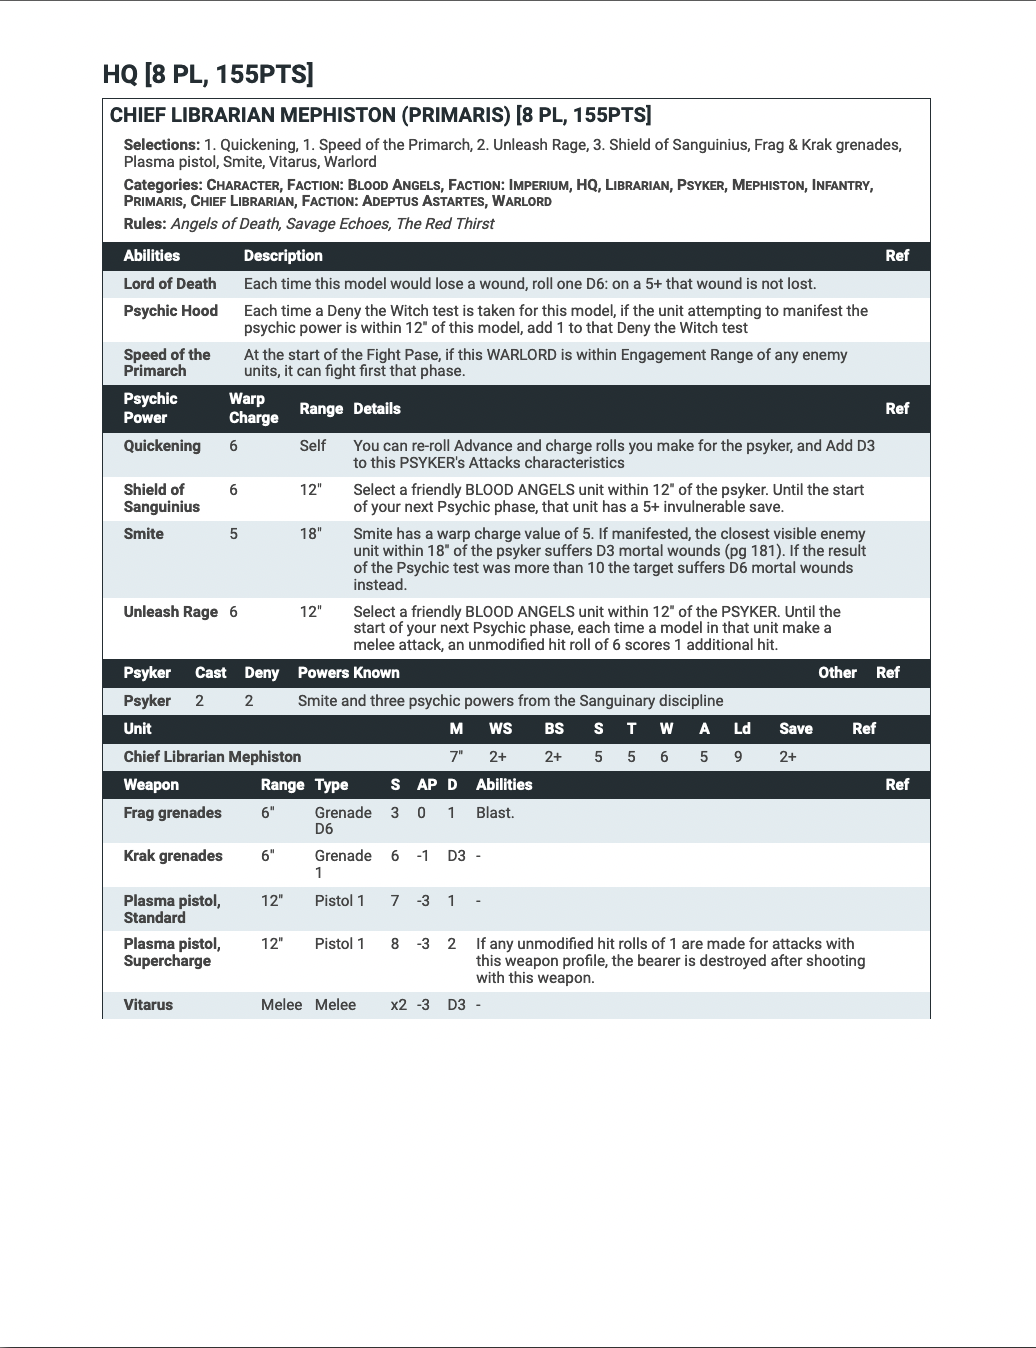 HQ [8 PL, 155PTS]
CHIEF LIBRARIAN MEPHISTON (PRIMARIS) [8 PL, 155PTS]
Selections: 1. Quickening, 1. Speed of the Primarch, 2. Unleash Rage, 3. Shield of Sanguinius, Frag & Krak grenades,
Plasma pistol, Smite, Vitarus, Warlord
Categories: CHARACTER, FACTION: BLOOD ANGELS, FACTION: IMPERIUM, HQ, LIBRARIAN, PSYKER, MEPHISTON, INFANTRY,
PRIMARIS, CHIEF LIBRARIAN, FACTION: ADEPTUS ASTARTES, WARLORD
Rules: Angels of Death, Savage Echoes, The Red Thirst
Abilities Description Ref
Lord of Death Each time this model would lose a wound, roll one D6: on a 5+ that wound is not lost.
Psychic Hood Each time a Deny the Witch test is taken for this model, if the unit attempting to manifest the
psychic power is within 12" of this model, add 1 to that Deny the Witch test
Speed of the At the start of the Fight Pase, if this WARLORD is within Engagement Range of any enemy
Primarch units, it can fight first that phase.
Psychic Warp
Power Charge Range Details Ref
Quickening 6 Self You can re-roll Advance and charge rolls you make for the psyker, and Add D3
to this PSYKER's Attacks characteristics
Shield of 6 12" Select a friendly BLOOD ANGELS unit within 12" of the psyker. Until the start
Sanguinius of your next Psychic phase, that unit has a 5+ invulnerable save.
Smite 5 18" Smite has a warp charge value of 5. If manifested, the closest visible enemy
unit within 18" of the psyker suffers D3 mortal wounds (pg 181). If the result
of the Psychic test was more than 10 the target suffers D6 mortal wounds
instead.
Unleash Rage 6 12" Select a friendly BLOOD ANGELS unit within 12" of the PSYKER. Until the
start of your next Psychic phase, each time a model in that unit make a
melee attack, an unmodified hit roll of 6 scores 1 additional hit.
Psyker Cast Deny Powers Known Other Ref
Psyker 2 2 Smite and three psychic powers from the Sanguinary discipline
Unit M WS BS S T W A Ld Save Ref
Chief Librarian Mephiston 7" 2+ 2+ 5 5 6 5 9 2+
Weapon Range Type S AP D Abilities Ref
Frag grenades 6" Grenade 3 0 1 Blast.
D6
Krak grenades 6" Grenade 6 -1 D3 -
1
Plasma pistol, 12" Pistol 1 7 -3 1 -
Standard
Plasma pistol, 12" Pistol 1 8 -3 2 If any unmodified hit rolls of 1 are made for attacks with
Supercharge this weapon profile, the bearer is destroyed after shooting
with this weapon.
Vitarus Melee Melee x2 -3 D3 -